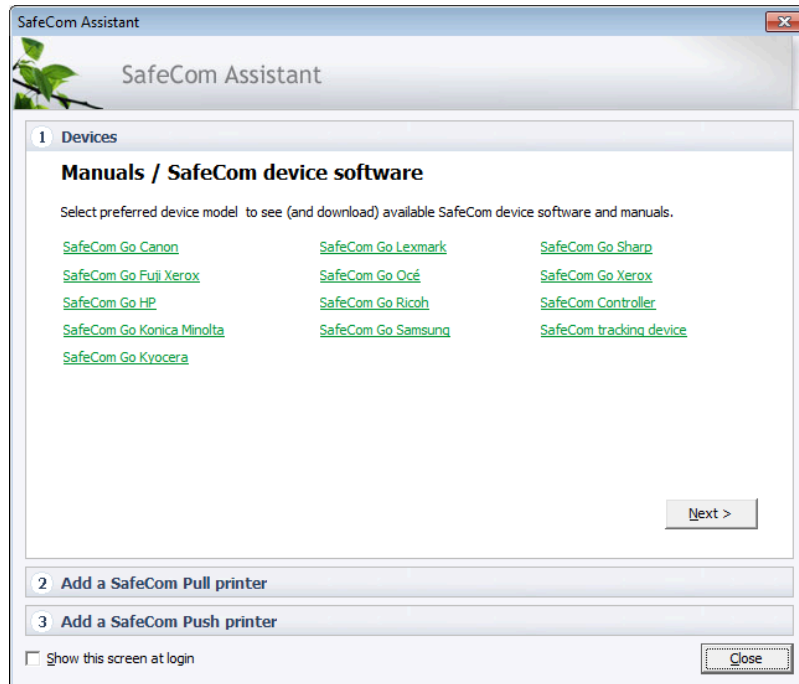 SafeCom Assistant
SafeCom Assistant
1 Devices
Manuals / SafeCom device software
Select preferred device model to see (and download) available SafeCom device software and manuals.
SafeCom Go Canon SafeCom Go Lexmark SafeCom Go Sharp
SafeCom Go Fuji Xerox SafeCom Go Océ SafeCom Go Xerox
SafeCom Go HP SafeCom Go Ricoh SafeCom Controller
SafeCom Go Konica Minolta SafeCom Go Samsung SafeCom tracking device
SafeCom Go Kyocera
Next >
2 Add a SafeCom Pull printer
3 Add a SafeCom Push printer
Show this screen at login Close